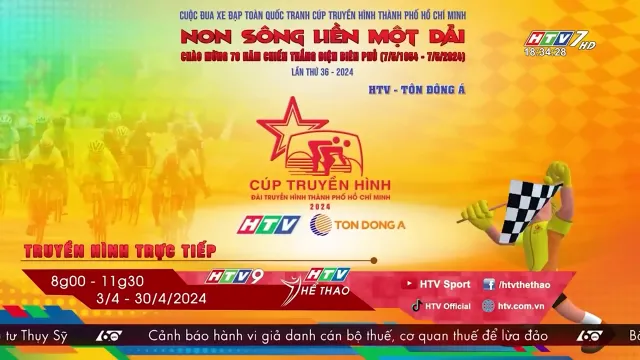 CUỘC ĐUA XE ĐẠP TOÀN QUỐC TRANH CÚP TRUYỀN HÌNH THÀNH PHỐ HỒ CHÍ MINH
NON SÔNG LIỀN MỘT DẢI
CHÀO MỪNG 70 NĂM CHIẾN THẮNG ĐIỆN BIÊN PHỦ (7/5/1954 - 7/5/2024)
LẦN THỨ 36 - 2024
HTV - TÔN ĐÔNG Á
HTV7 HD
18:34:28
CÚP TRUYỀN HÌNH
ĐÀI TRUYỀN HÌNH THÀNH PHỐ HỒ CHÍ MINH
2024
HTV TON DONG A
TRUYỀN HÌNH TRỰC TIẾP
8g00 - 11g30
3/4 - 30/4/2024
HTV9
HTV THỂ THAO
HTV Sport
/htvthethao
HTV Official
htv.com.vn
tư Thụy Sỹ 60 Cảnh báo hành vi giả danh cán bộ thuế, cơ quan thuế để lừa đảo 60